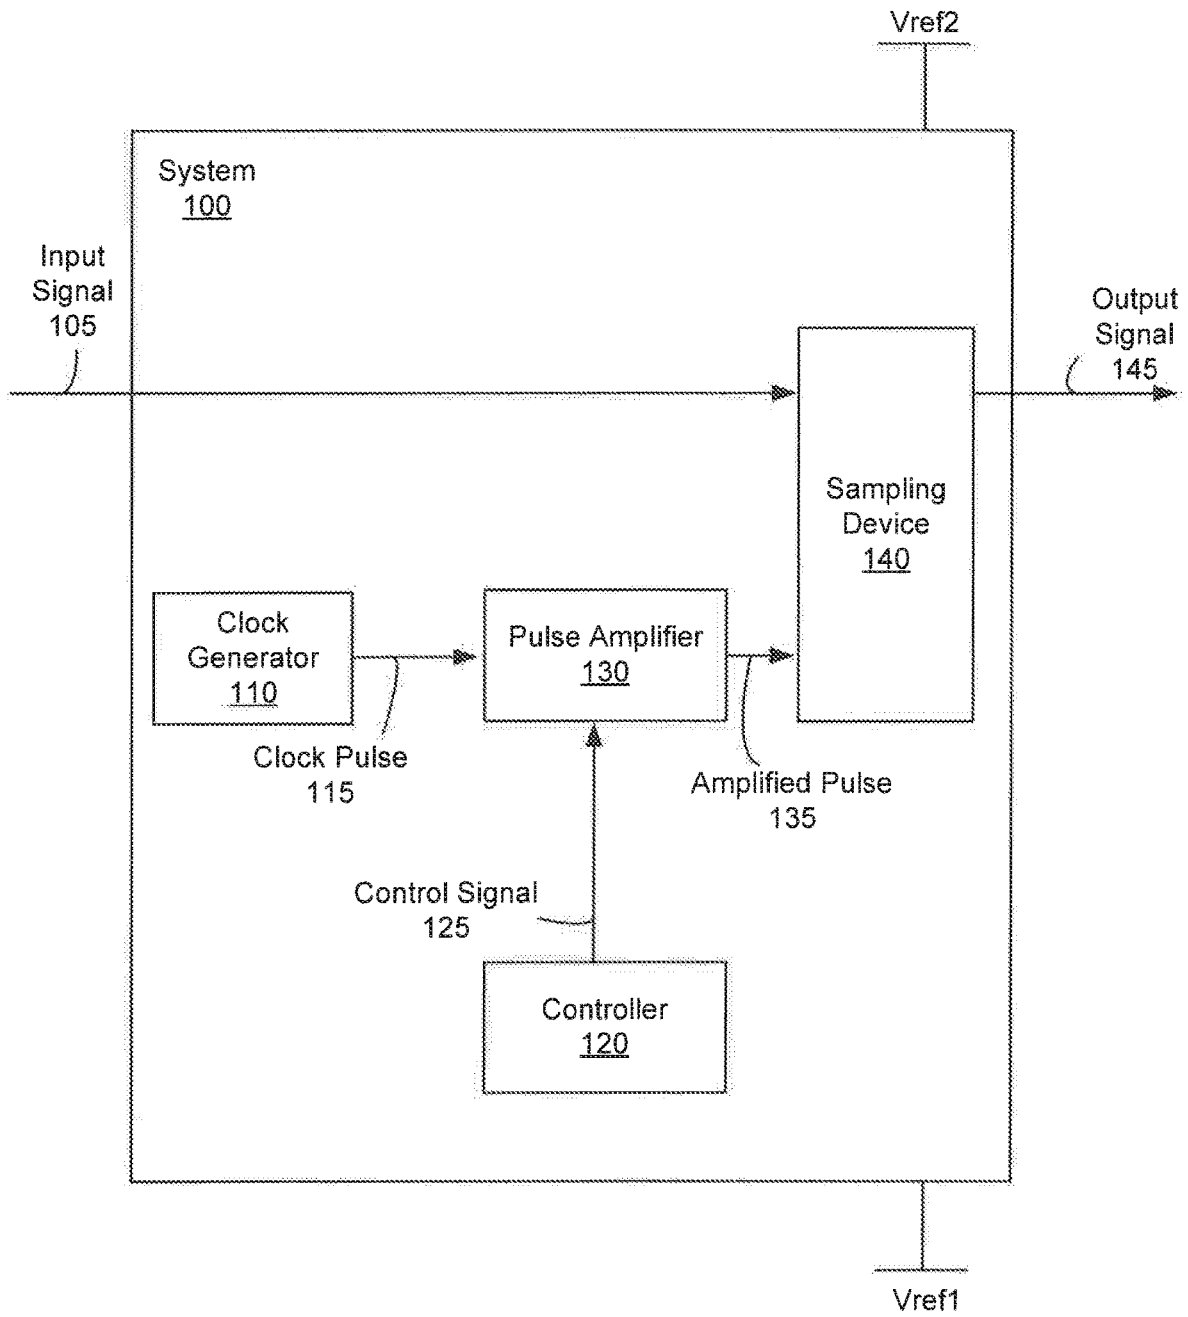 Vref2
System
100
Input
Signal
105
Output
Signal
145
Sampling
Device
140
Clock
Generator
110
Pulse Amplifier
130
Clock Pulse
115
Amplified Pulse
135
Control Signal
125
Controller
120
Vref1